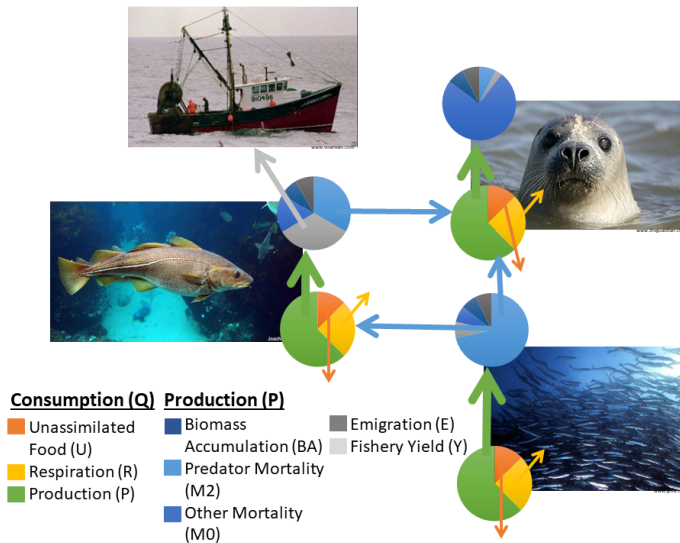 Consumption (Q)
Unassimilated
Food (U)
Respiration (R)
Production (P)
Production (P)
Biomass
Accumulation (BA)
Predator Mortality
(M2)
Other Mortality
(M0)
Emigration (E)
Fishery Yield (Y)